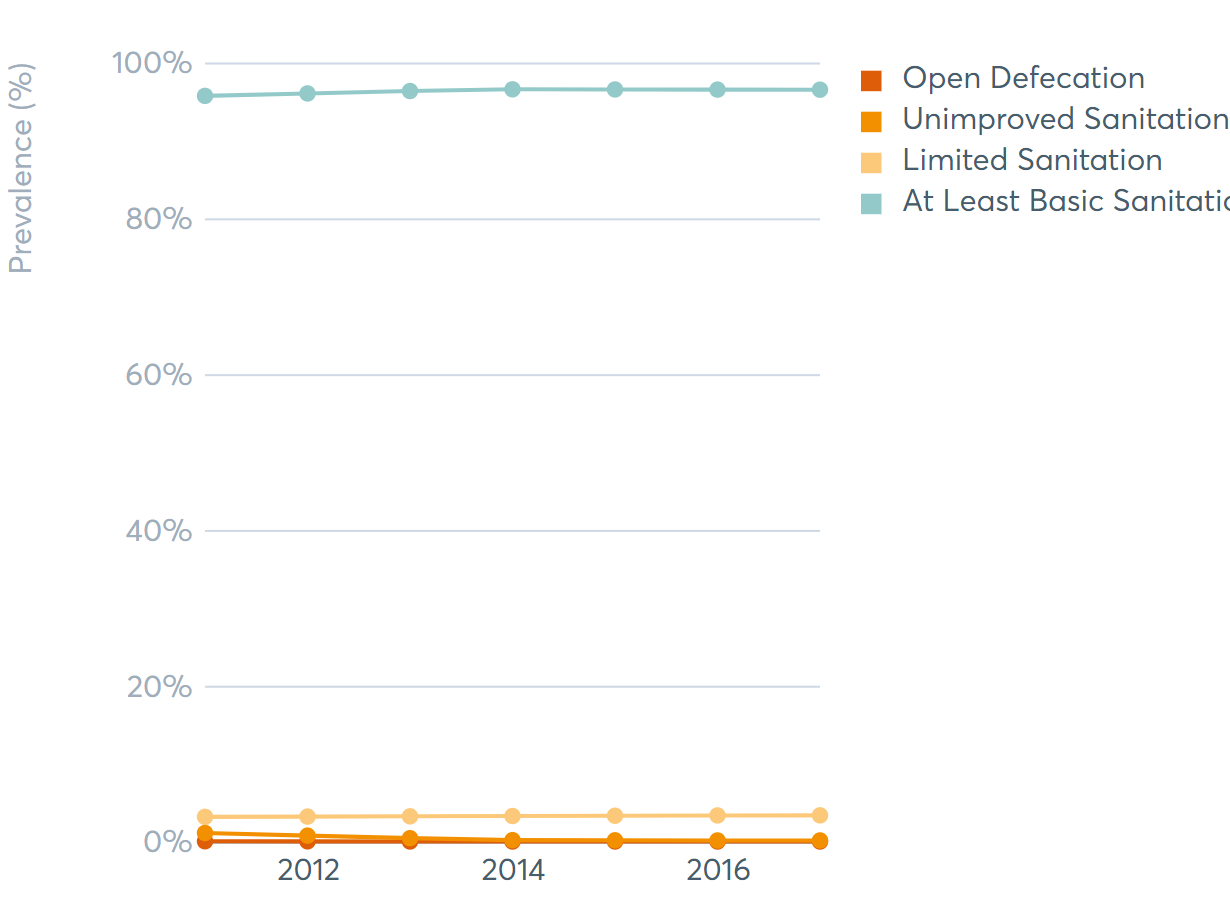 Prevalence (%)
100%
80%
60%
40%
20%
0%
2012
2014
2016
Open Defecation
Unimproved Sanitation
Limited Sanitation
At Least Basic Sanitatio